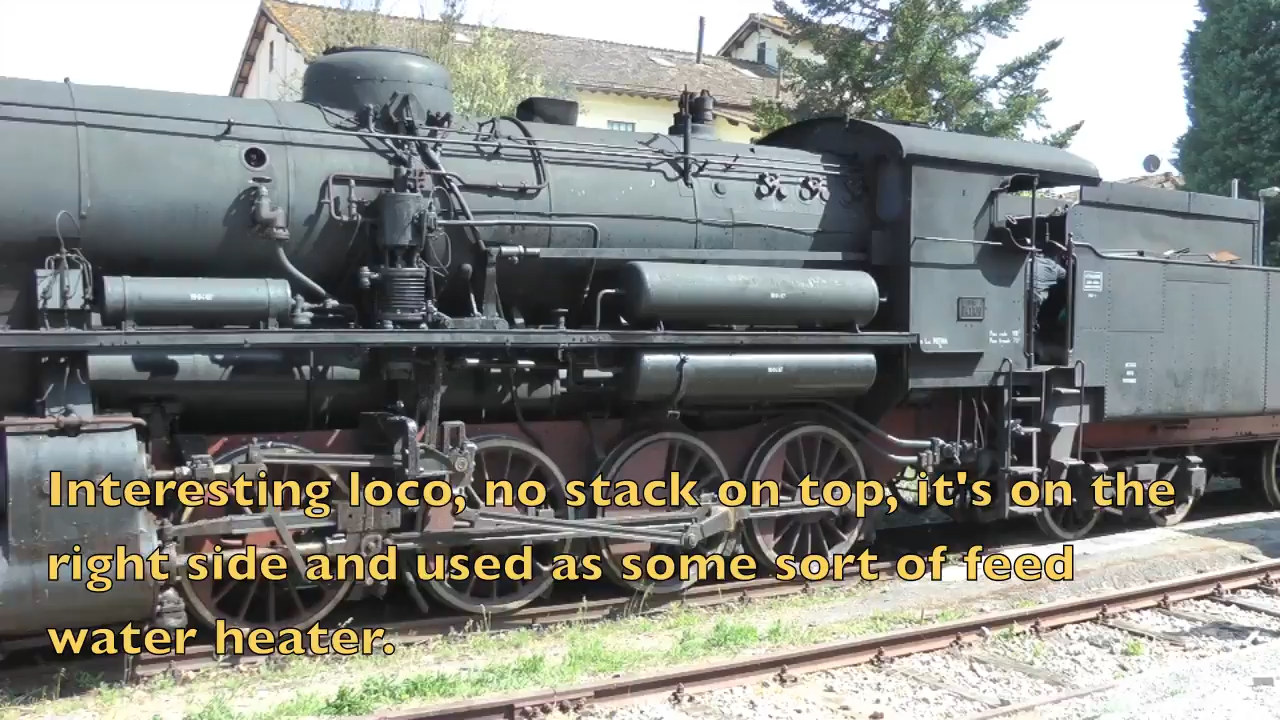 Interesting loco, no stack on top, it's on the
right side and used as some sort of feed
water heater.